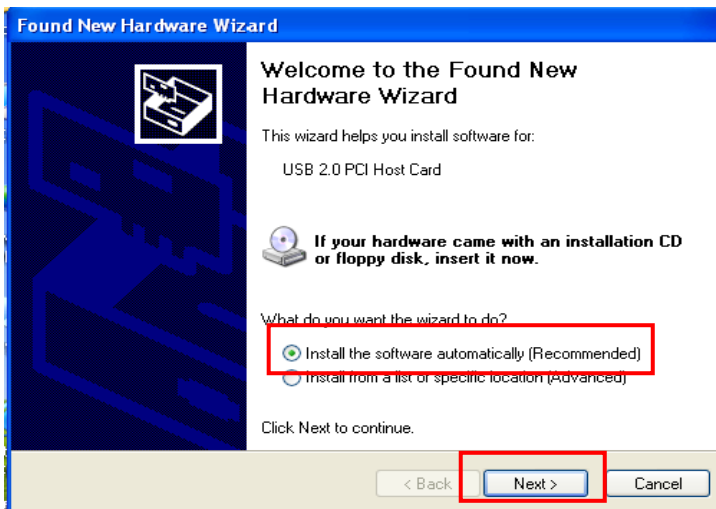 Found New Hardware Wizard
Welcome to the Found New
Hardware Wizard
This wizard helps you install software for:
USB 2.0 PCI Host Card
If your hardware came with an installation CD
or floppy disk, insert it now.
What do you want the wizard to do?
Install the software automatically (Recommended)
Install from a list or specific location (Advanced)
Click Next to continue.
< Back Next > Cancel